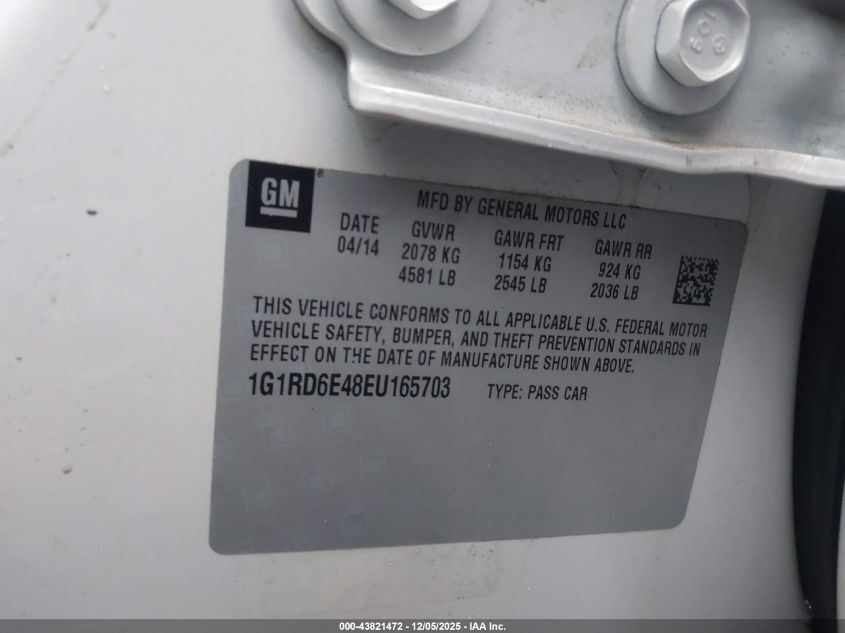 103
GM
MFD BY GENERAL MOTORS LLC
DATE GVWR GAWR FRT GAWR RR
04/14 2078 KG 1154 KG 924 KG
4581 LB 2545 LB 2036 LB
THIS VEHICLE CONFORMS TO ALL APPLICABLE U.S. FEDERAL MOTOR
VEHICLE SAFETY, BUMPER, AND THEFT PREVENTION STANDARDS IN
EFFECT ON THE DATE OF MANUFACTURE SHOWN ABOVE.
1G1RD6E48EU165703 TYPE: PASS CAR
000-43821472 - 12/05/2025 - IAA Inc.